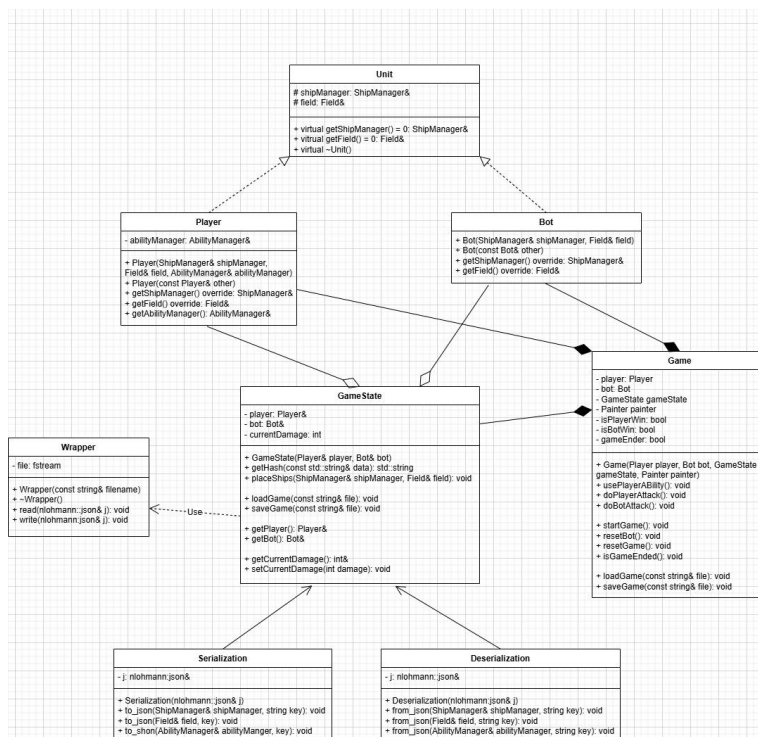 Unit
# shipManager: ShipManager&
# field: Field&
+ virtual getShipManager() = 0: ShipManager&
+ vitrual getField() = 0: Field&
+ virtual ~Unit()
Player
- abilityManager: AbilityManager&
+ Player(ShipManager& shipManager,
Field& field, AbilityManager& abilityManager)
+ Player(const Player& other)
+ getShipManager() override: ShipManager&
+ getField() override: Field&
+ getAbilityManager(): AbilityManager&
Bot
+ Bot(ShipManager& shipManager, Field& field)
+ Bot(const Bot& other)
+ getShipManager() override: ShipManager&
+ getField() override: Field&
Game
- player: Player
- bot: Bot
- GameState gameState
- Painter painter
- isPlayerWin: bool
- isBotWin: bool
- gameEnder: bool
+ Game(Player player, Bot bot, GameState
gameState, Painter painter)
+ usePlayerABility(): void
+ doPlayerAttack(): void
+ doBotAttack(): void
+ startGame(): void
+ resetBot(): void
+ resetGame(): void
+ isGameEnded(): void
+ loadGame(const string& file): void
+ saveGame(const string& file): void
GameState
- player: Player&
- bot: Bot&
- currentDamage: int
+ GameState(Player& player, Bot& bot)
+ getHash(const std::string& data): std::string
+ placeShips(ShipManager& shipManager, Field& field): void
+ loadGame(const string& file): void
+ saveGame(const string& file): void
+ getPlayer(): Player&
+ getBot(): Bot&
+ getCurrentDamage(): int&
+ setCurrentDamage(int damage): void
Wrapper
- file: fstream
+ Wrapper(const string& filename)
+ ~Wrapper()
+ read(nlohmann::json& j): void
+ write(nlohmann:json& j): void
Use
Serialization
- j: nlohmann:json&
+ Serialization(nlohmann::json& j)
+ to_json(ShipManager& shipManager, string key): void
+ to_json(Field& field, key): void
+ to_shon(AbilityManager& abilityManger, key): void
Deserialization
- j: nlohmann:json&
+ Deserialization(nlohmann::json& j)
+ from_json(ShipManager& shipManager, string key): void
+ from_json(Field& field, string key): void
+ from_json(AbilityManager& abilityManager, string key): void